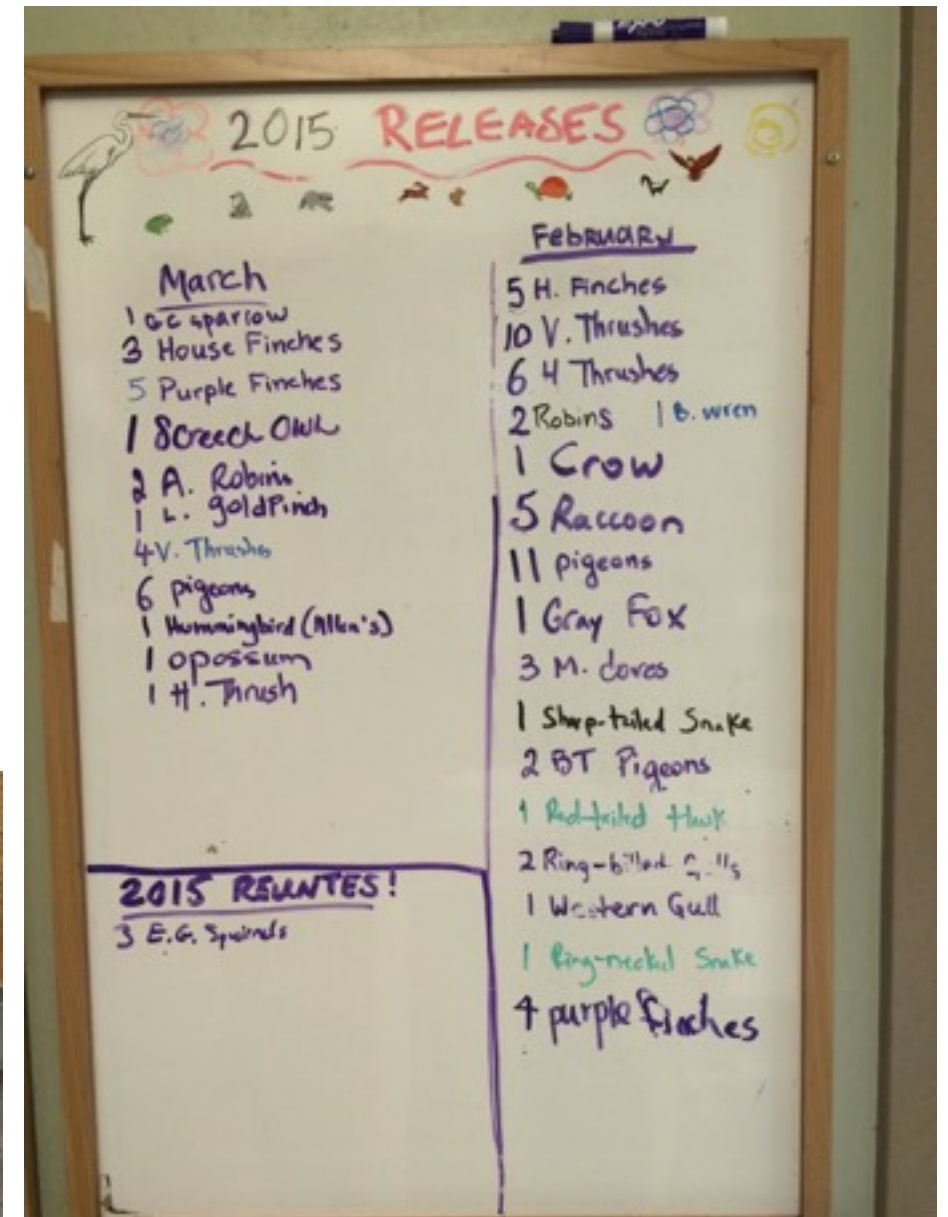 2015 RELEASES
March
1 GC sparrow
3 House Finches
5 Purple Finches
1 Screech Owl
2 A. Robins
1 L. goldfinch
4 V. Thrushes
6 pigeons
1 Hummingbird (Allen's)
1 opossum
1 H. Thrush
2015 REUNITES!
3 E.G. Squirrels
February
5 H. Finches
10 V. Thrushes
6 H Thrushes
2 Robins 1 B. wren
1 Crow
5 Raccoon
11 pigeons
1 Gray Fox
3 M. doves
1 Sharp-tailed Snake
2 BT Pigeons
1 Red-tailed Hawk
2 Ring-billed
1 Western Gull
1 Ring-necked Snake
4 purple finches